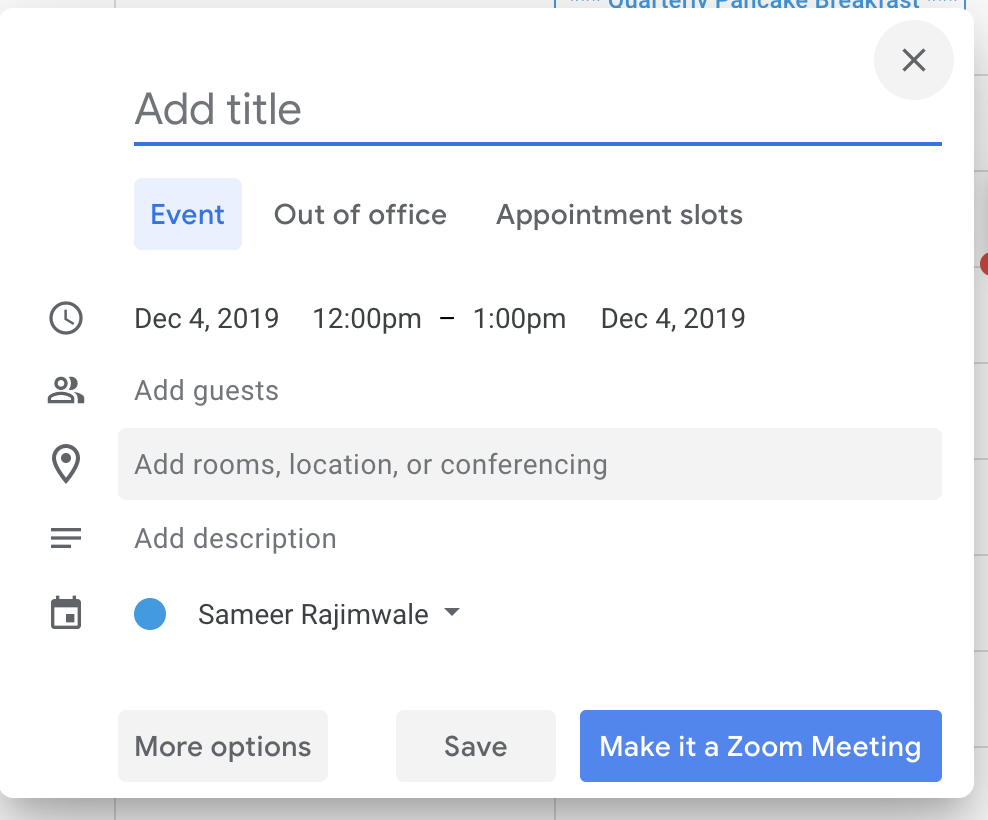 Quarterly Pancake Breakfast
Add title
Event Out of office Appointment slots
Dec 4, 2019 12:00pm – 1:00pm Dec 4, 2019
Add guests
Add rooms, location, or conferencing
Add description
Sameer Rajimwale
More options Save Make it a Zoom Meeting